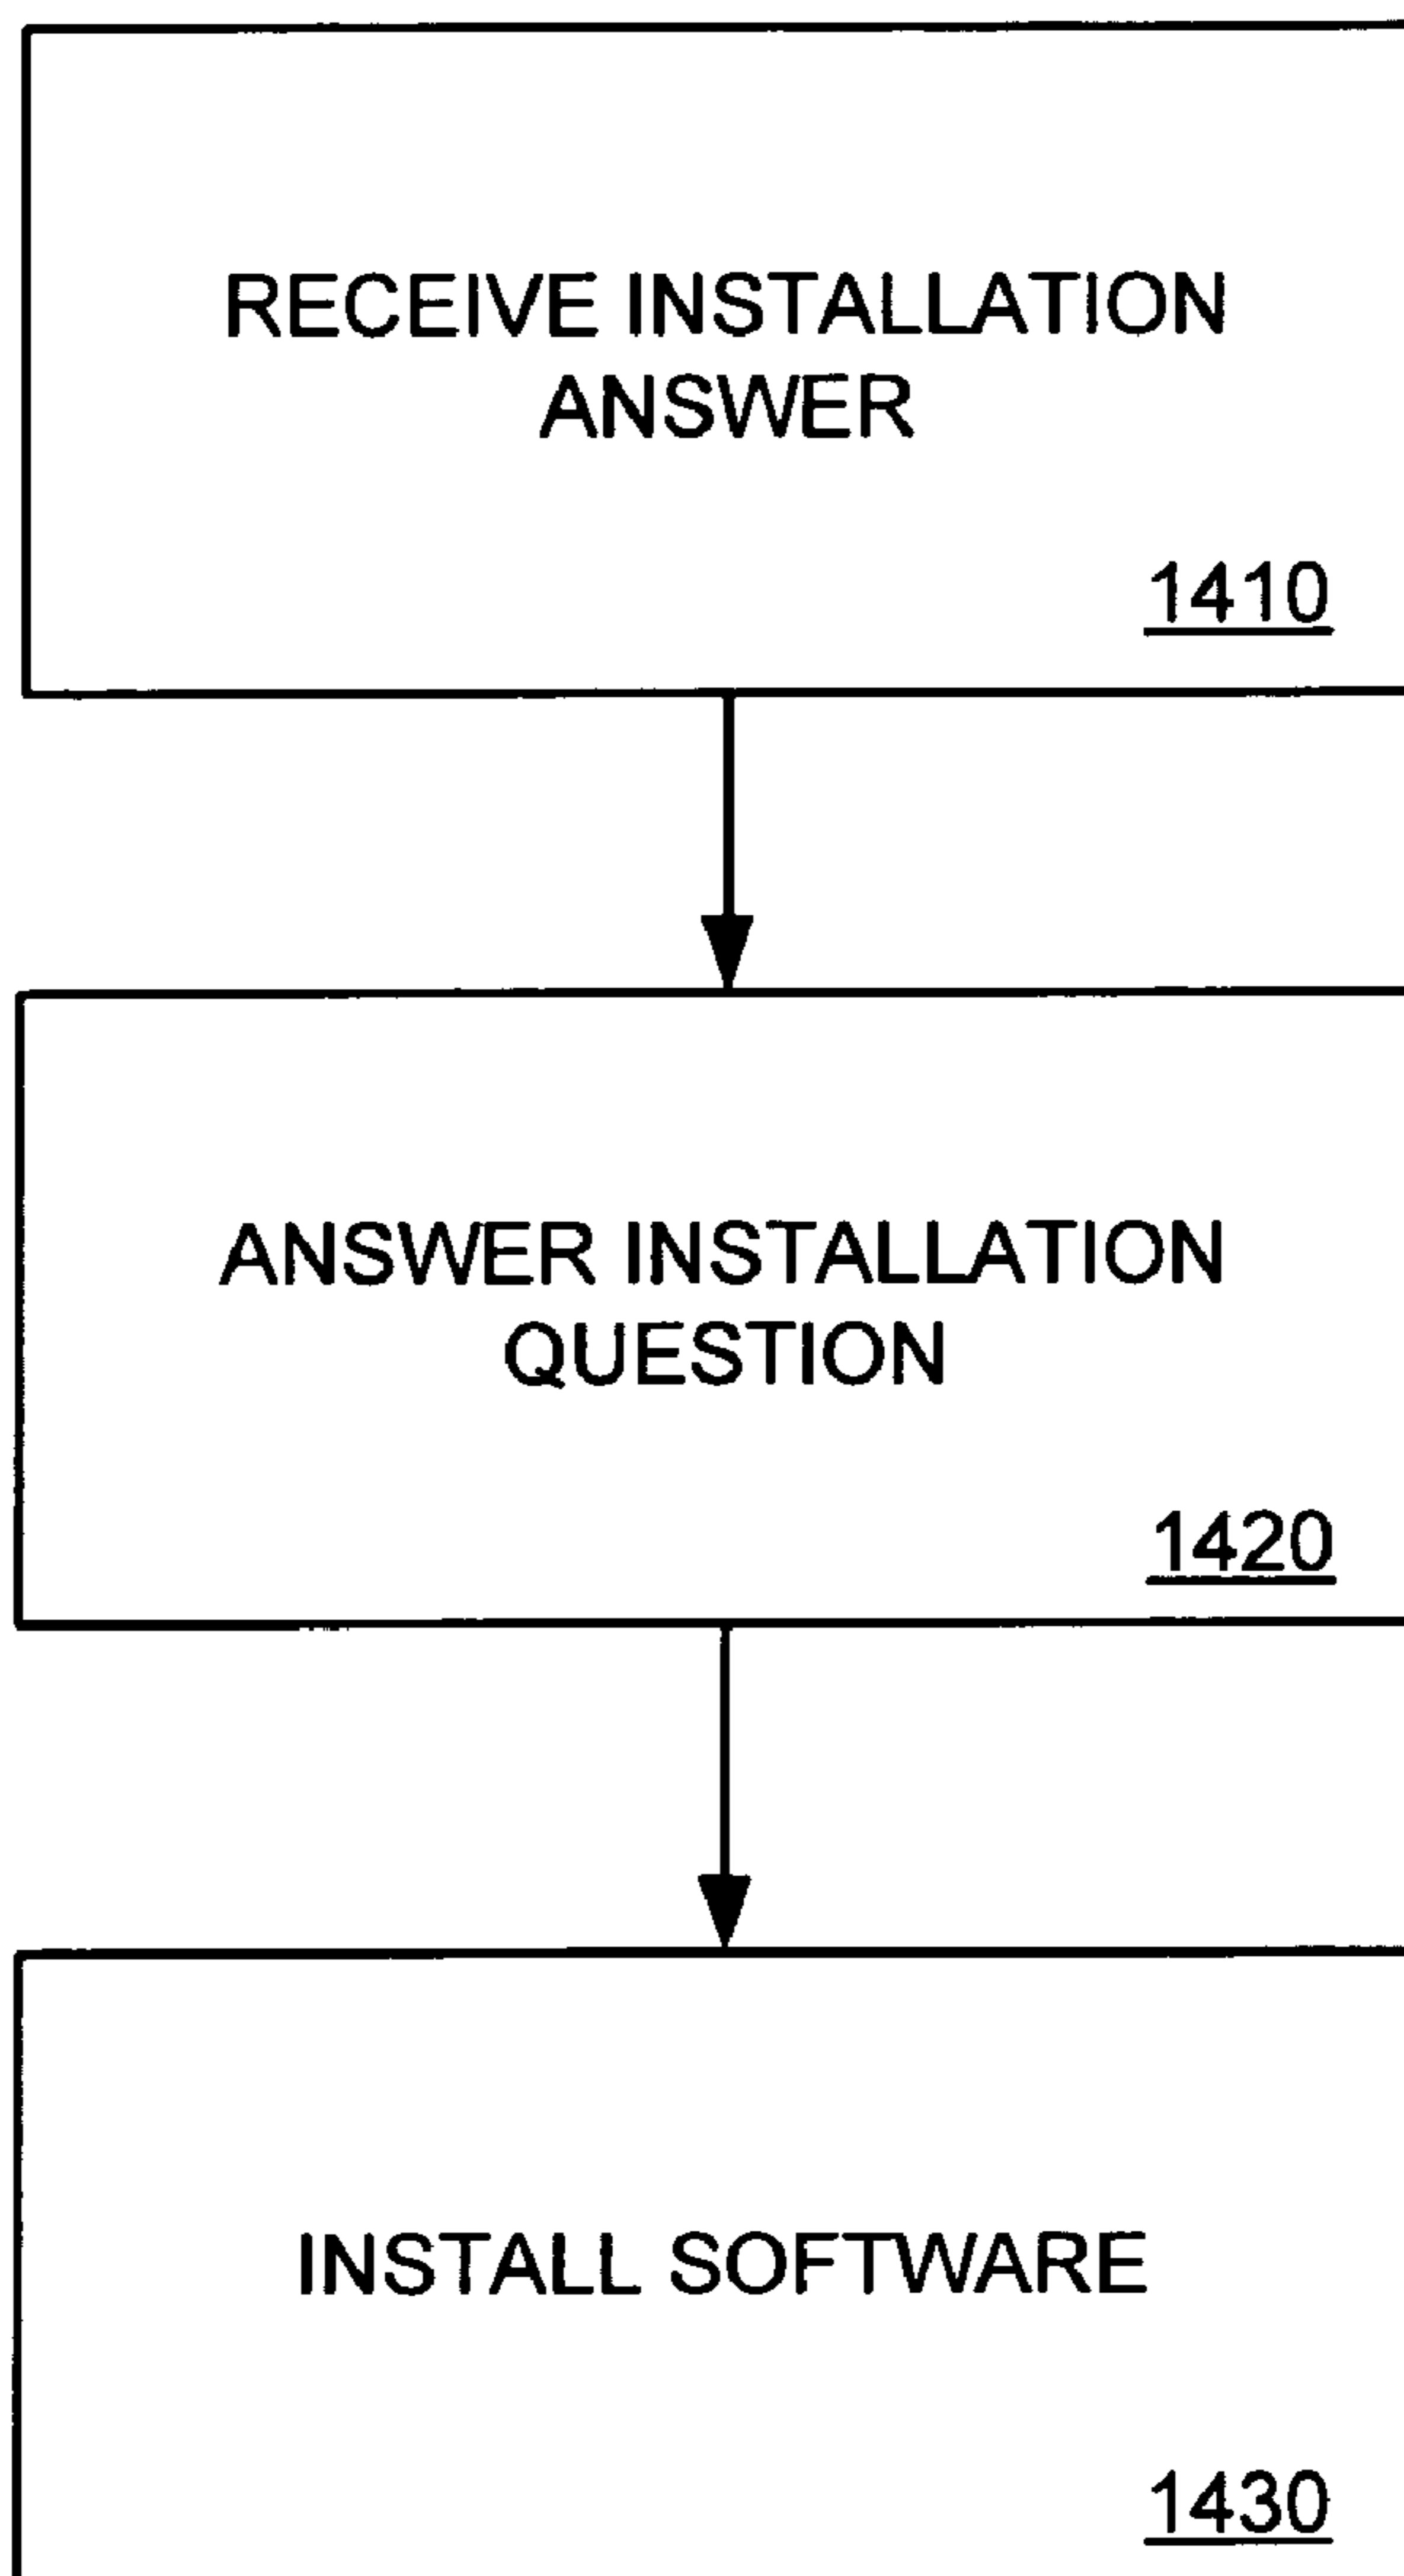 RECEIVE INSTALLATION
ANSWER
1410
ANSWER INSTALLATION
QUESTION
1420
INSTALL SOFTWARE
1430